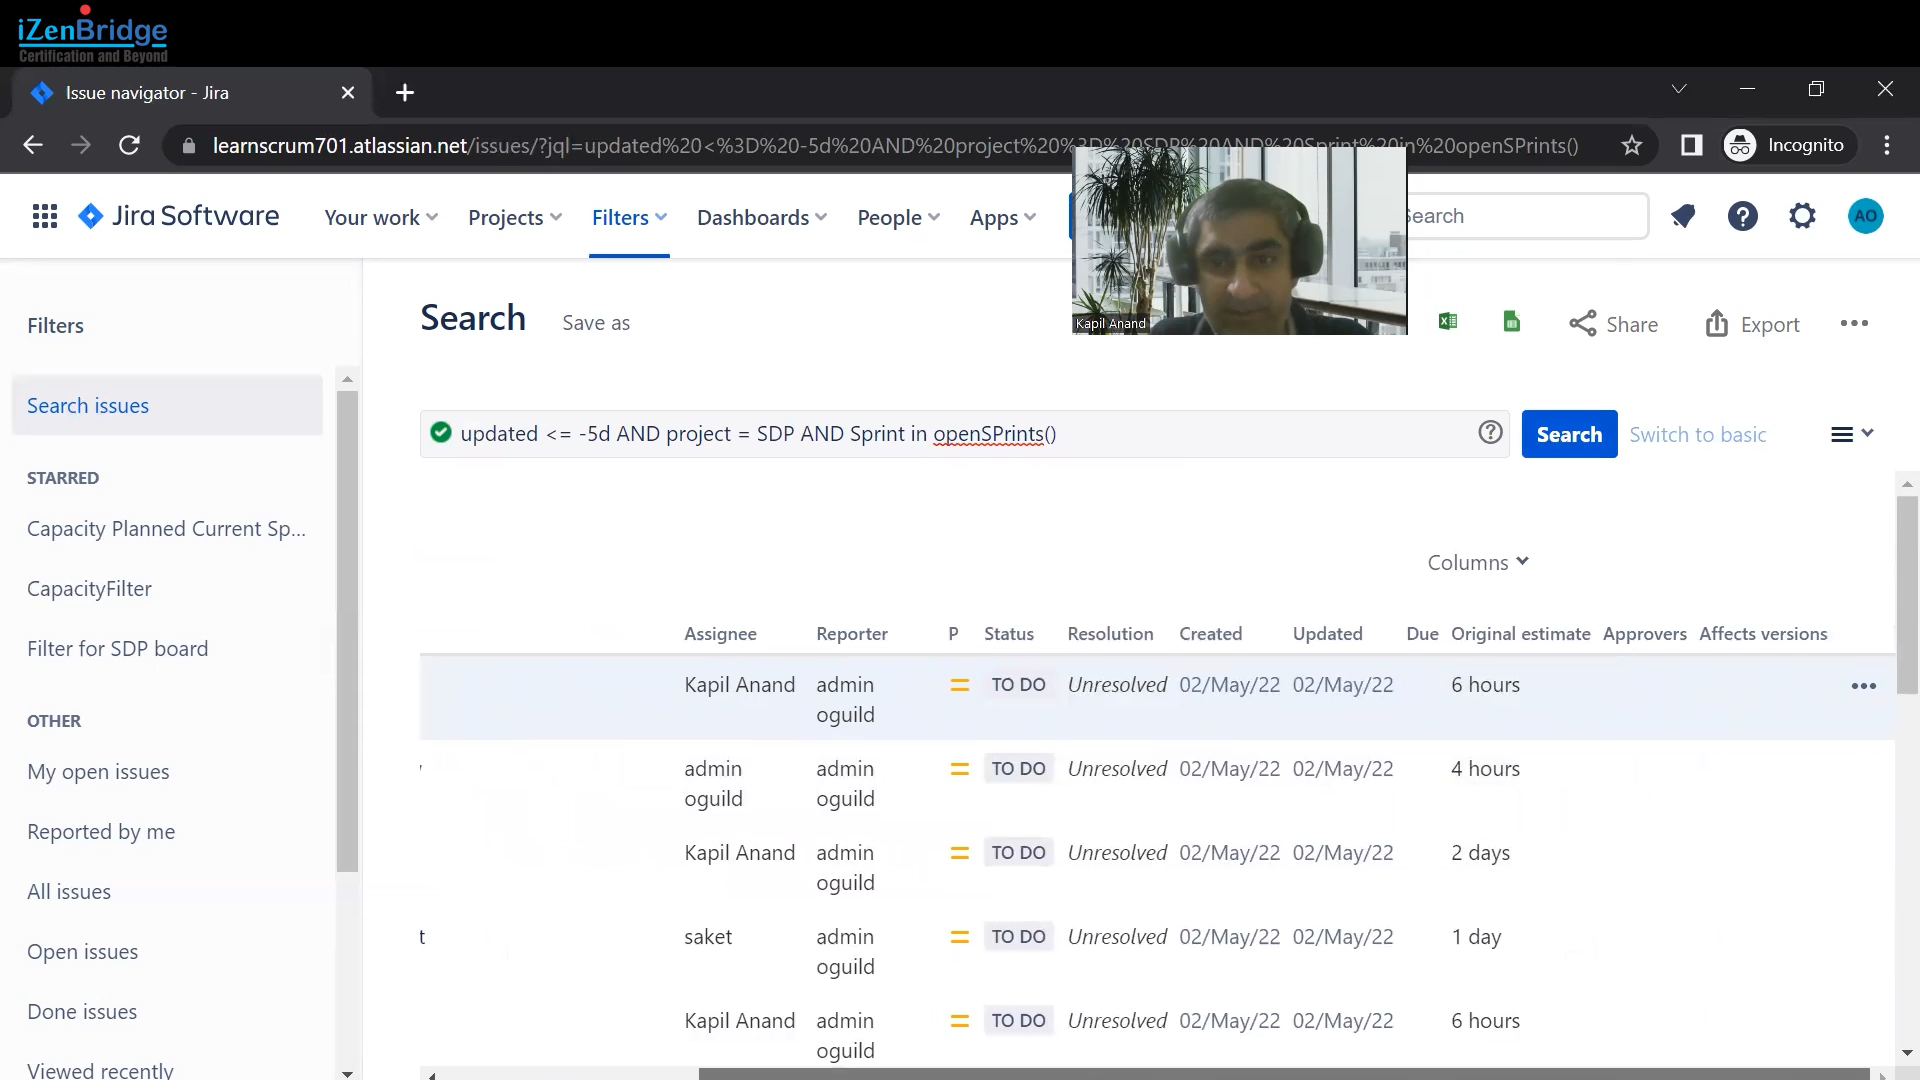 iZenBridge
Certification and Beyond
Issue navigator - Jira
learnscrum701.atlassian.net/issues/?jql=updated%20<%3D%20-5d%20AND%20project%20%3D%20SDP%20AND%20Sprint%20in%20openSPrints()
Incognito
Jira Software
Your work
Projects
Filters
Dashboards
People
Apps
Search
AO
Kapil Anand
Filters
Search
Save as
Share
Export
Search issues
updated <= -5d AND project = SDP AND Sprint in openSPrints()
Search
Switch to basic
STARRED
Capacity Planned Current Sp...
CapacityFilter
Filter for SDP board
OTHER
My open issues
Reported by me
All issues
Open issues
Done issues
Viewed recently
Columns
Assignee Reporter P Status Resolution Created Updated Due Original estimate Approvers Affects versions
Kapil Anand admin oguild TO DO Unresolved 02/May/22 02/May/22 6 hours
admin oguild admin oguild TO DO Unresolved 02/May/22 02/May/22 4 hours
Kapil Anand admin oguild TO DO Unresolved 02/May/22 02/May/22 2 days
t saket admin oguild TO DO Unresolved 02/May/22 02/May/22 1 day
Kapil Anand admin oguild TO DO Unresolved 02/May/22 02/May/22 6 hours